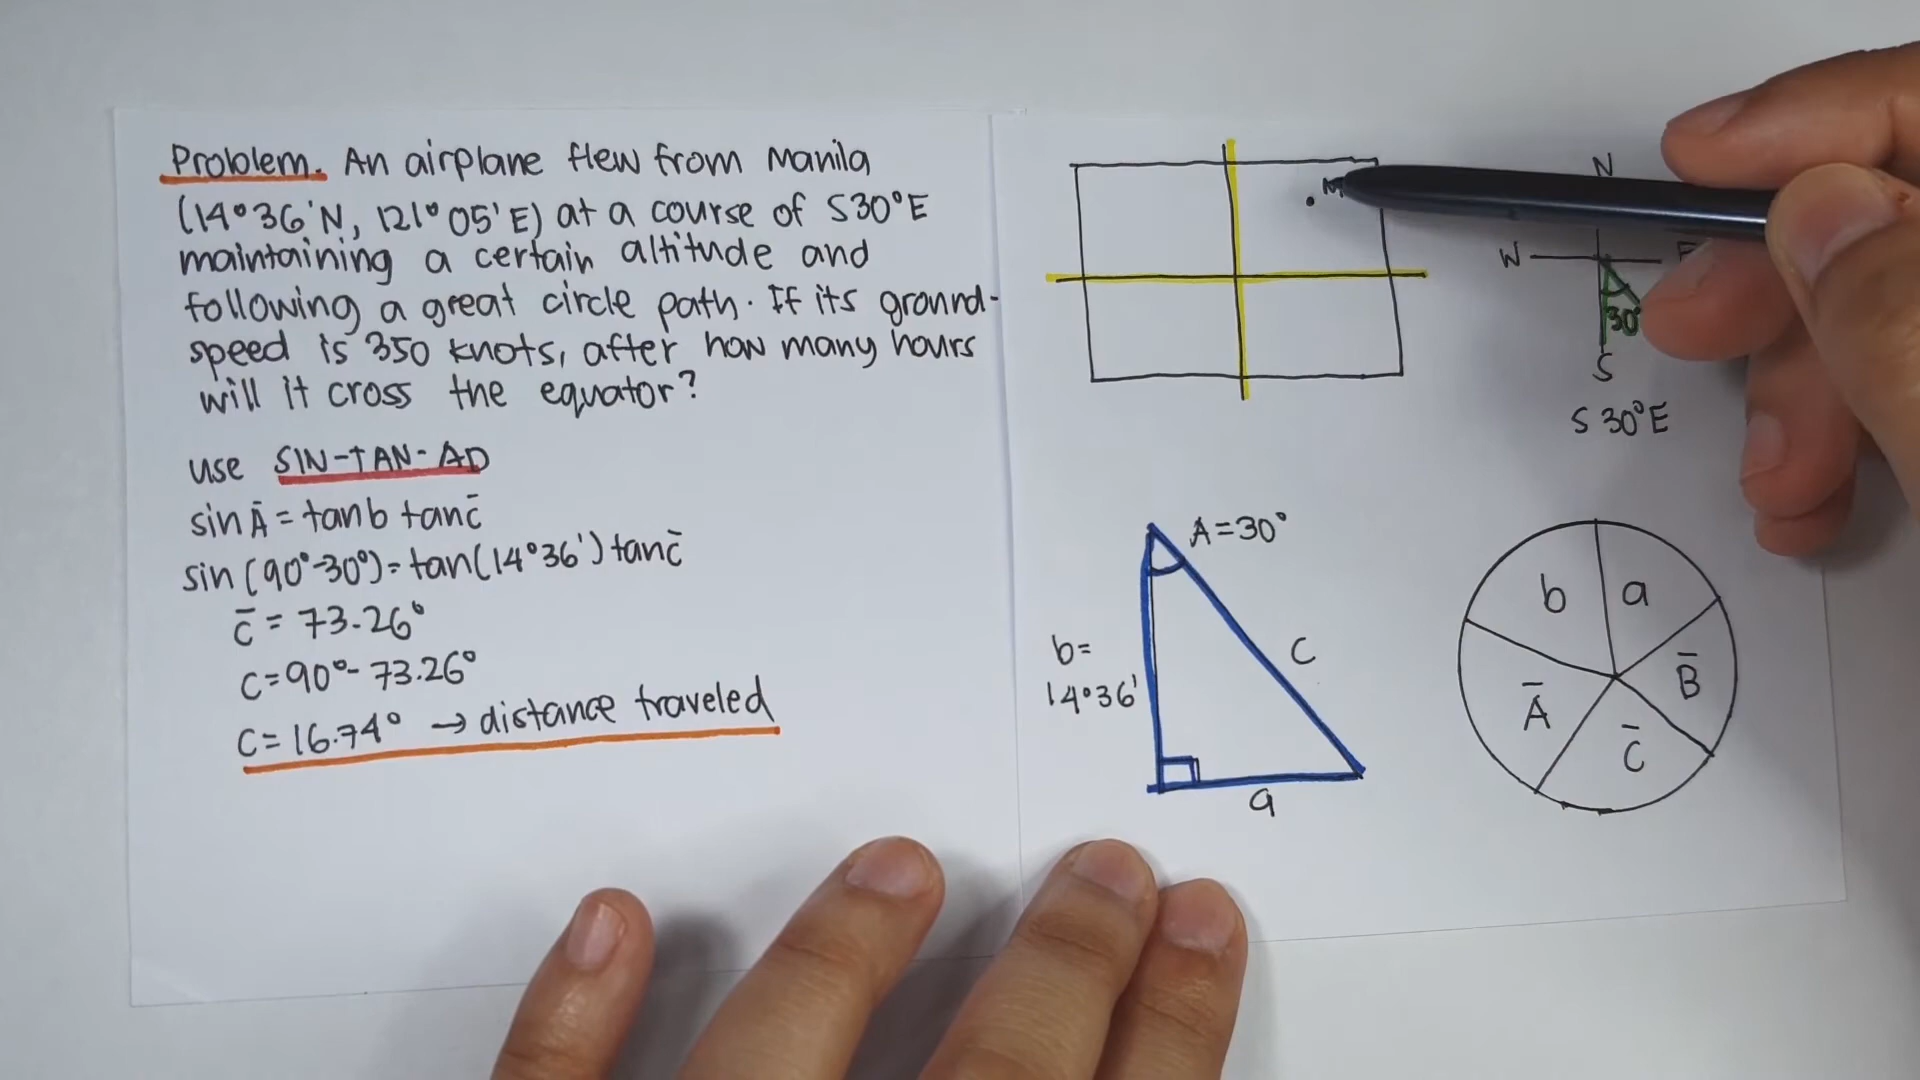 Problem. An airplane flew from Manila
(14°36'N, 121°05'E) at a course of S30°E
maintaining a certain altitude and
following a great circle path. If its ground-
speed is 350 knots, after how many hours
will it cross the equator?
use SIN-TAN-AD
sin A̅ = tan b tan c̅
sin (90°-30°) = tan(14°36') tan c̅
c̅ = 73.26°
c = 90° - 73.26°
c = 16.74° → distance traveled
M
N
W
E
30°
S
S 30°E
A = 30°
b =
14°36'
c
a
b
a
A̅
B̅
c̅